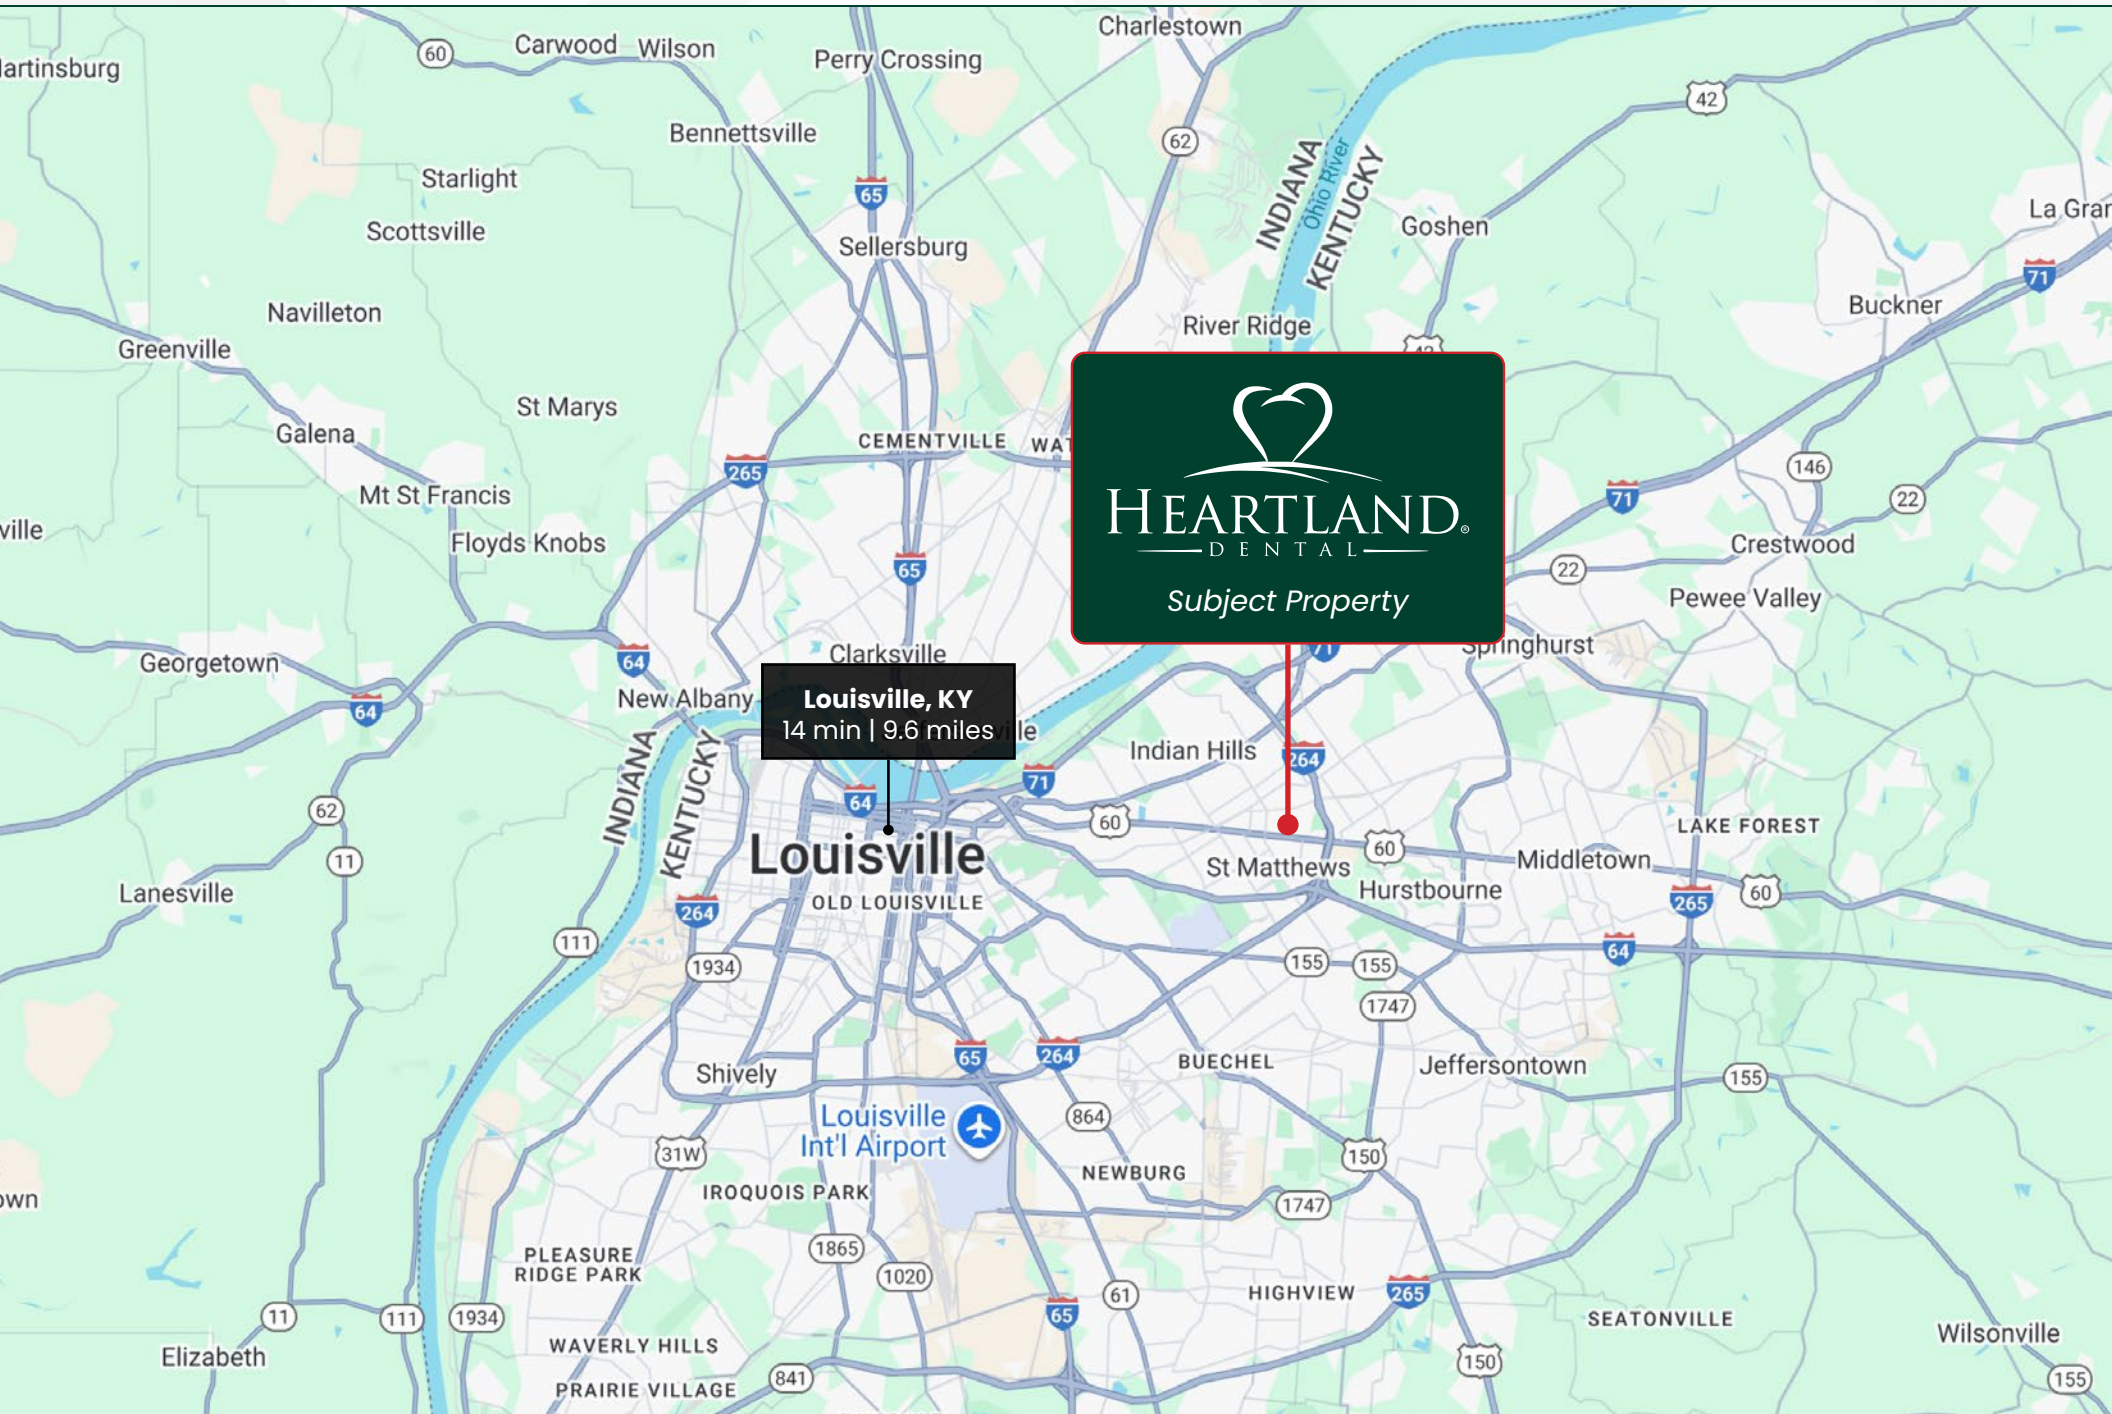 Charlestown
60
Carwood
Wilson
Perry Crossing
artinsburg
42
Bennettsville
62
INDIANA
Ohio River
KENTUCKY
Starlight
65
La Gran
Scottsville
Goshen
Sellersburg
71
Navilleton
Buckner
River Ridge
Greenville
42
St Marys
Galena
CEMENTVILLE
WAT
265
146
Mt St Francis
71
22
HEARTLAND®
DENTAL
Subject Property
ville
Floyds Knobs
Crestwood
65
22
Pewee Valley
Springhurst
Clarksville
71
64
Georgetown
New Albany
Louisville, KY
14 min | 9.6 miles
ville
64
INDIANA
KENTUCKY
Indian Hills
264
71
64
62
60
LAKE FOREST
Louisville
60
Middletown
11
St Matthews
Hurstbourne
Lanesville
OLD LOUISVILLE
265
60
264
111
64
1934
155
155
1747
65
264
BUECHEL
Jeffersontown
Shively
155
Louisville
Int'l Airport
864
31W
150
NEWBURG
own
IROQUOIS PARK
1747
1865
PLEASURE
RIDGE PARK
1020
61
HIGHVIEW
265
11
111
1934
65
SEATONVILLE
Wilsonville
WAVERLY HILLS
Elizabeth
150
841
155
PRAIRIE VILLAGE